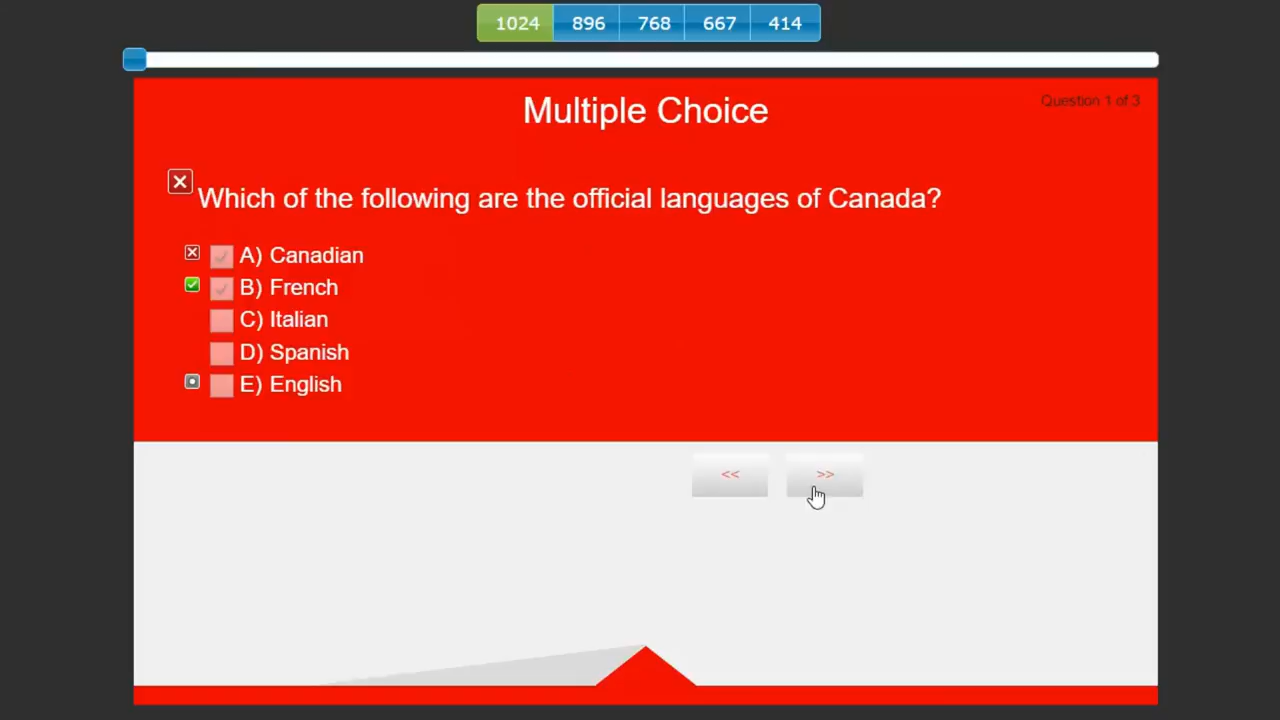 1024 896 768 667 414
Question 1 of 3
Multiple Choice
Which of the following are the official languages of Canada?
A) Canadian
B) French
C) Italian
D) Spanish
E) English
<< >>